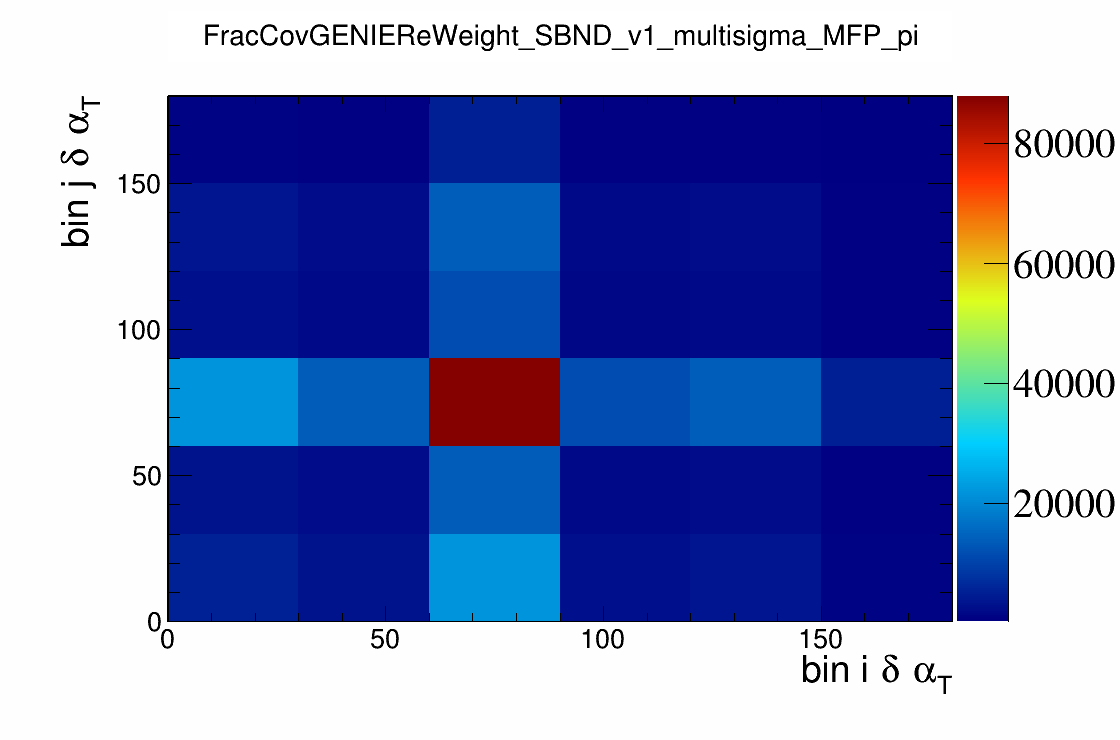 FracCovGENIEReWeight_SBND_v1_multisigma_MFP_pi
bin j δ α_T
150
100
50
0
0 50 100 150
bin i δ α_T
80000
60000
40000
20000